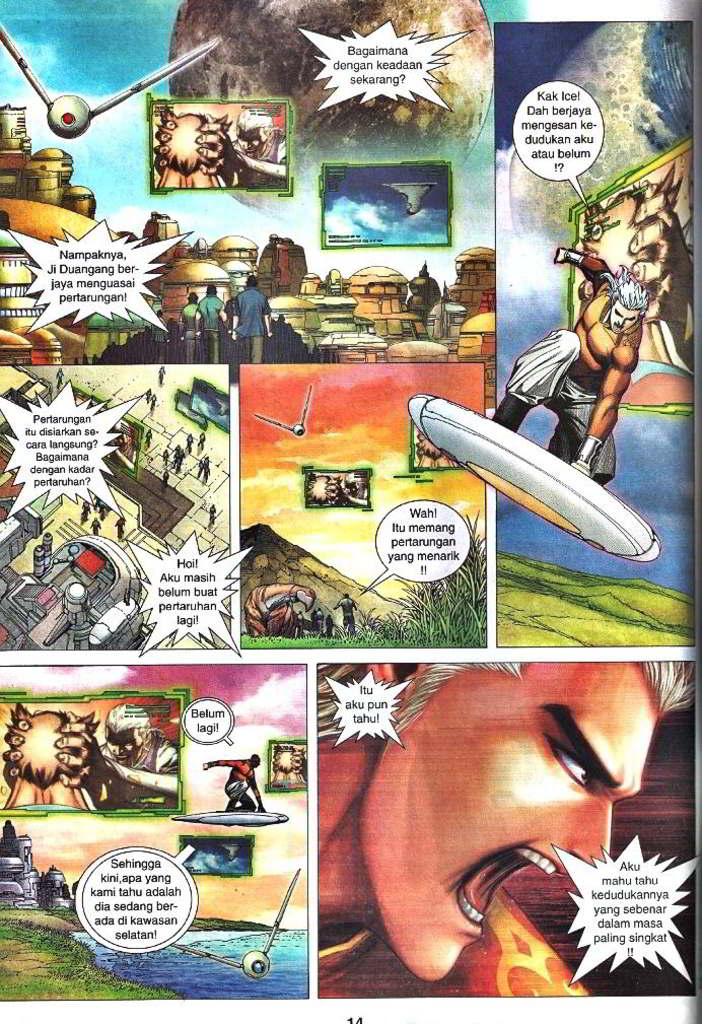 Bagaimana
dengan keadaan
sekarang?
Nampaknya,
Ji Duangang ber-
jaya menguasai
pertarungan!
Kak Ice!
Dah berjaya
mengesan ke-
dudukan aku
atau belum
!?
Pertarungan
itu disiarkan se-
cara langsung?
Bagaimana
dengan kadar
pertaruhan?
Hoi!
Aku masih
belum buat
pertaruhan
lagi!
Wah!
Itu memang
pertarungan
yang menarik
!!
Belum
lagi!
Sehingga
kini,apa yang
kami tahu adalah
dia sedang ber-
ada di kawasan
selatan!
Itu
aku pun
tahu!
Aku
mahu tahu
kedudukannya
yang sebenar
dalam masa
paling singkat
!!
14